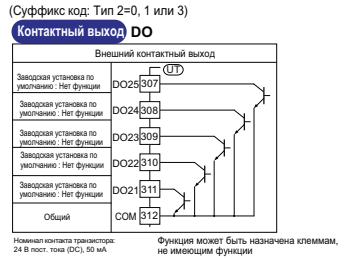 (Суффикс код: Тип 2=0, 1 или 3)
Контактный выход DO
Внешний контактный выход
UT
Заводская установка по
умолчанию : Нет функции
DO25 307
Заводская установка по
умолчанию : Нет функции
DO24 308
Заводская установка по
умолчанию : Нет функции
DO23 309
Заводская установка по
умолчанию : Нет функции
DO22 310
Заводская установка по
умолчанию : Нет функции
DO21 311
Общий COM 312
Номинал контакта транзистора:
24 В пост. тока (DC), 50 мА
Функция может быть назначена клеммам,
не имеющим функции